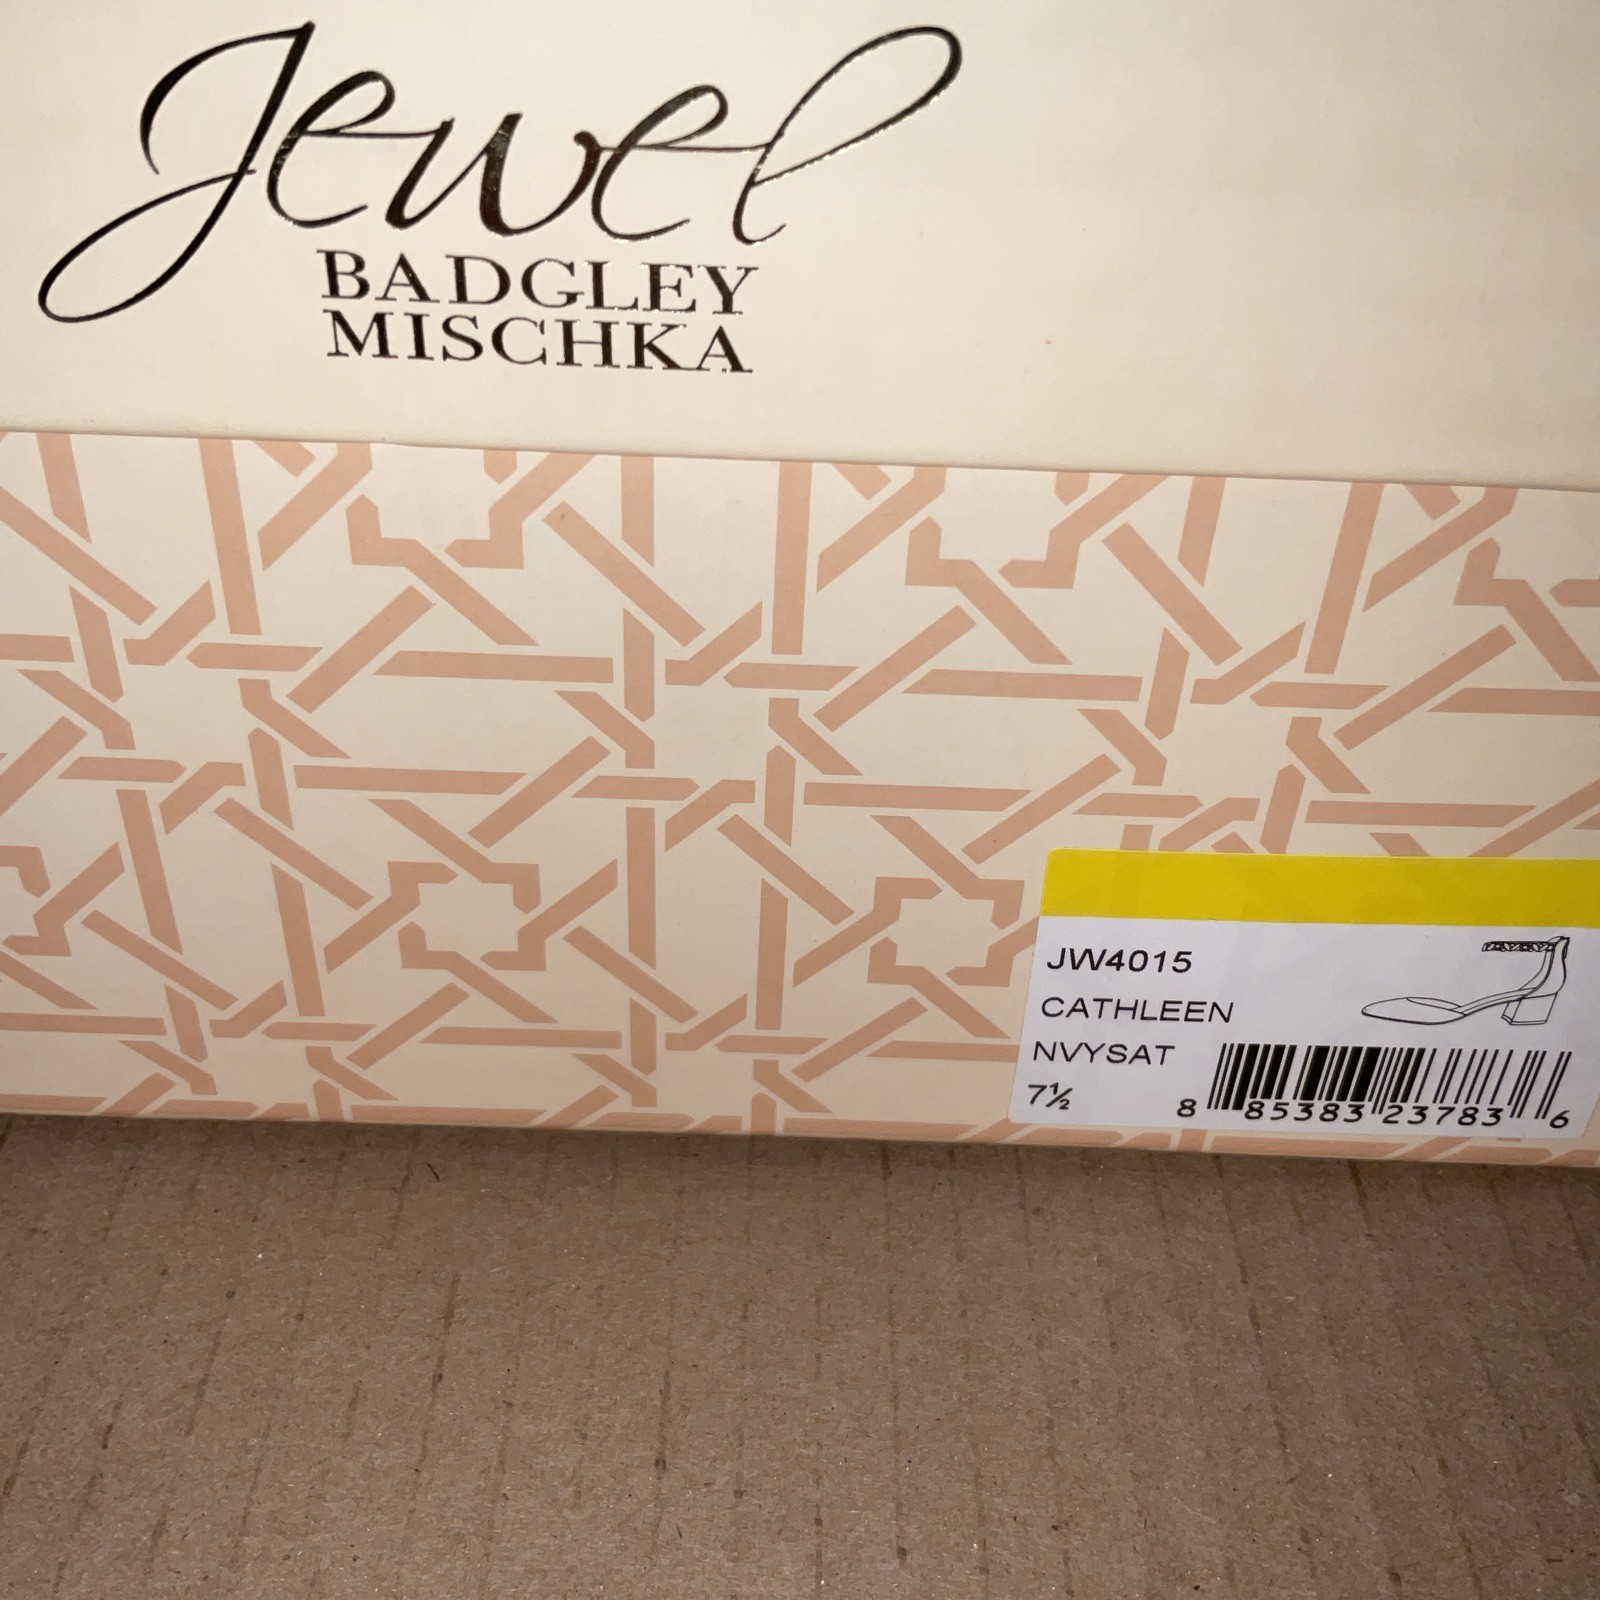 Jewel
BADGLEY
MISCHKA
JW4015
CATHLEEN
NVYSAT
7½
8 85383 23783 6